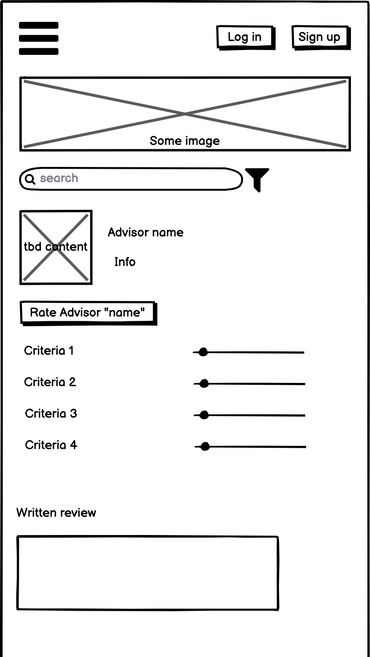 Log in
Sign up
Some image
search
tbd content
Advisor name
Info
Rate Advisor "name"
Criteria 1
Criteria 2
Criteria 3
Criteria 4
Written review